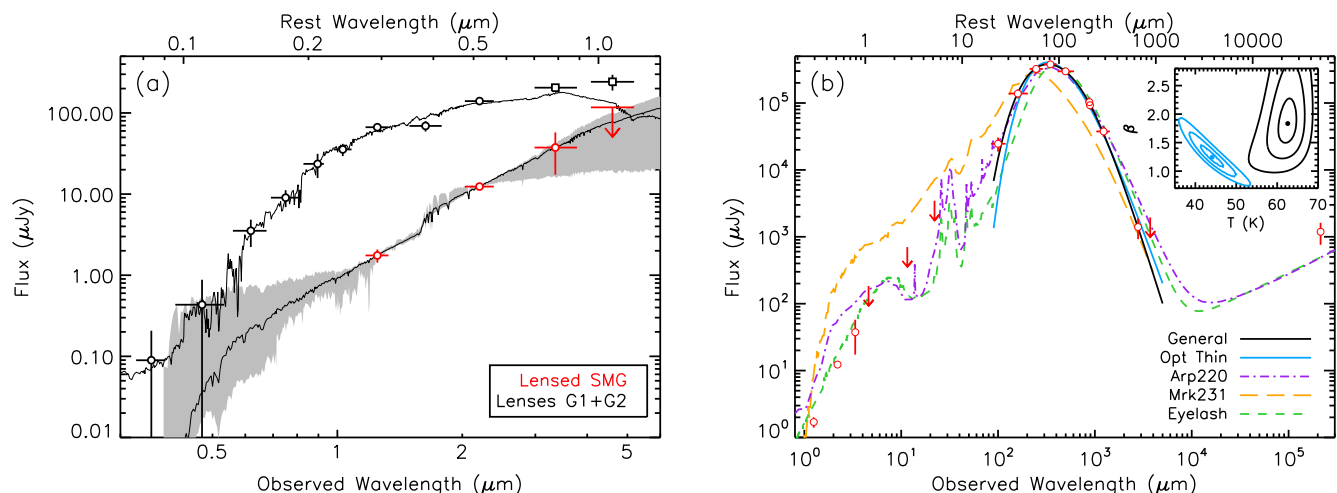 Rest Wavelength (μm)
0.1 0.2 0.5 1.0
(a)
100.00
10.00
1.00
0.10
0.01
Flux (μJy)
Lensed SMG
Lenses G1+G2
0.5 1 2 5
Observed Wavelength (μm)
Rest Wavelength (μm)
1 10 100 1000 10000
(b)
10^5
10^4
10^3
10^2
10^1
10^0
Flux (μJy)
2.5
2.0
1.5
1.0
β
40 50 60 70
T (K)
General
Opt Thin
Arp220
Mrk231
Eyelash
10^0 10^1 10^2 10^3 10^4 10^5
Observed Wavelength (μm)